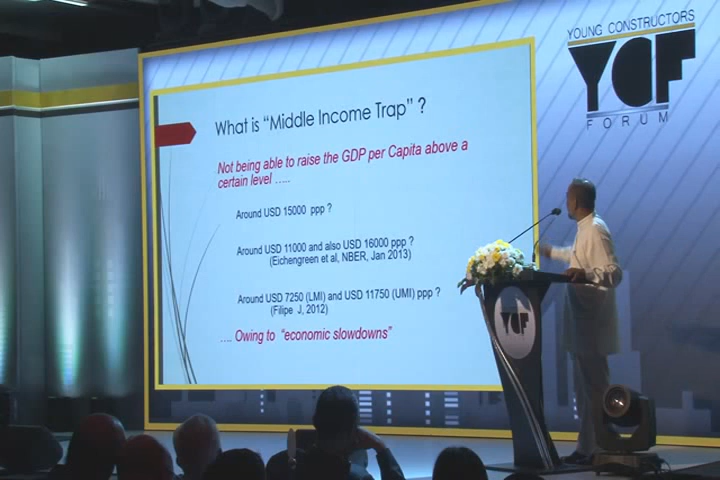 YOUNG CONSTRUCTORS
YCF
FORUM
What is “Middle Income Trap” ?
Not being able to raise the GDP per Capita above a
certain level .....
Around USD 15000 ppp ?
Around USD 11000 and also USD 16000 ppp ?
(Eichengreen et al, NBER, Jan 2013)
Around USD 7250 (LMI) and USD 11750 (UMI) ppp ?
(Filipe J, 2012)
.... Owing to “economic slowdowns”
YCF